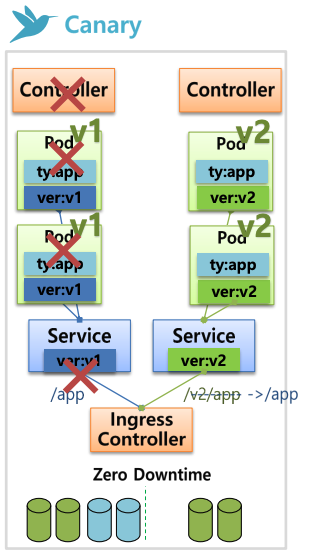 Canary
Controller
Controller
v1
Pod
ty:app
ver:v1
v2
Pod
ty:app
ver:v2
v1
Pod
ty:app
ver:v1
v2
Pod
ty:app
ver:v2
Service
ver:v1
Service
ver:v2
/app
/v2/app ->/app
Ingress
Controller
Zero Downtime